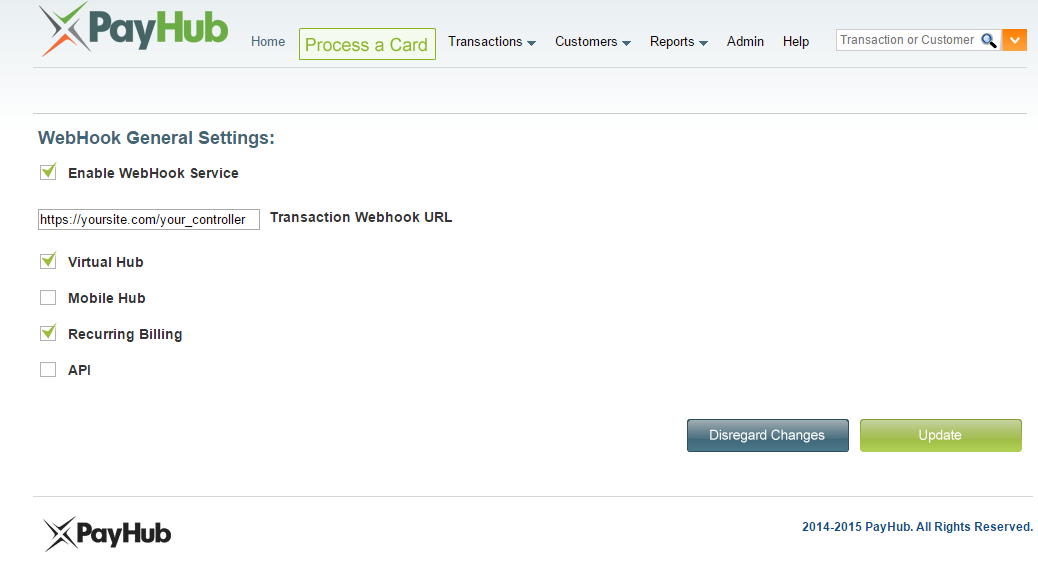 PayHub
Home Process a Card Transactions Customers Reports Admin Help Transaction or Customer
WebHook General Settings:
Enable WebHook Service
https://yoursite.com/your_controller Transaction Webhook URL
Virtual Hub
Mobile Hub
Recurring Billing
API
Disregard Changes Update
PayHub 2014-2015 PayHub. All Rights Reserved.